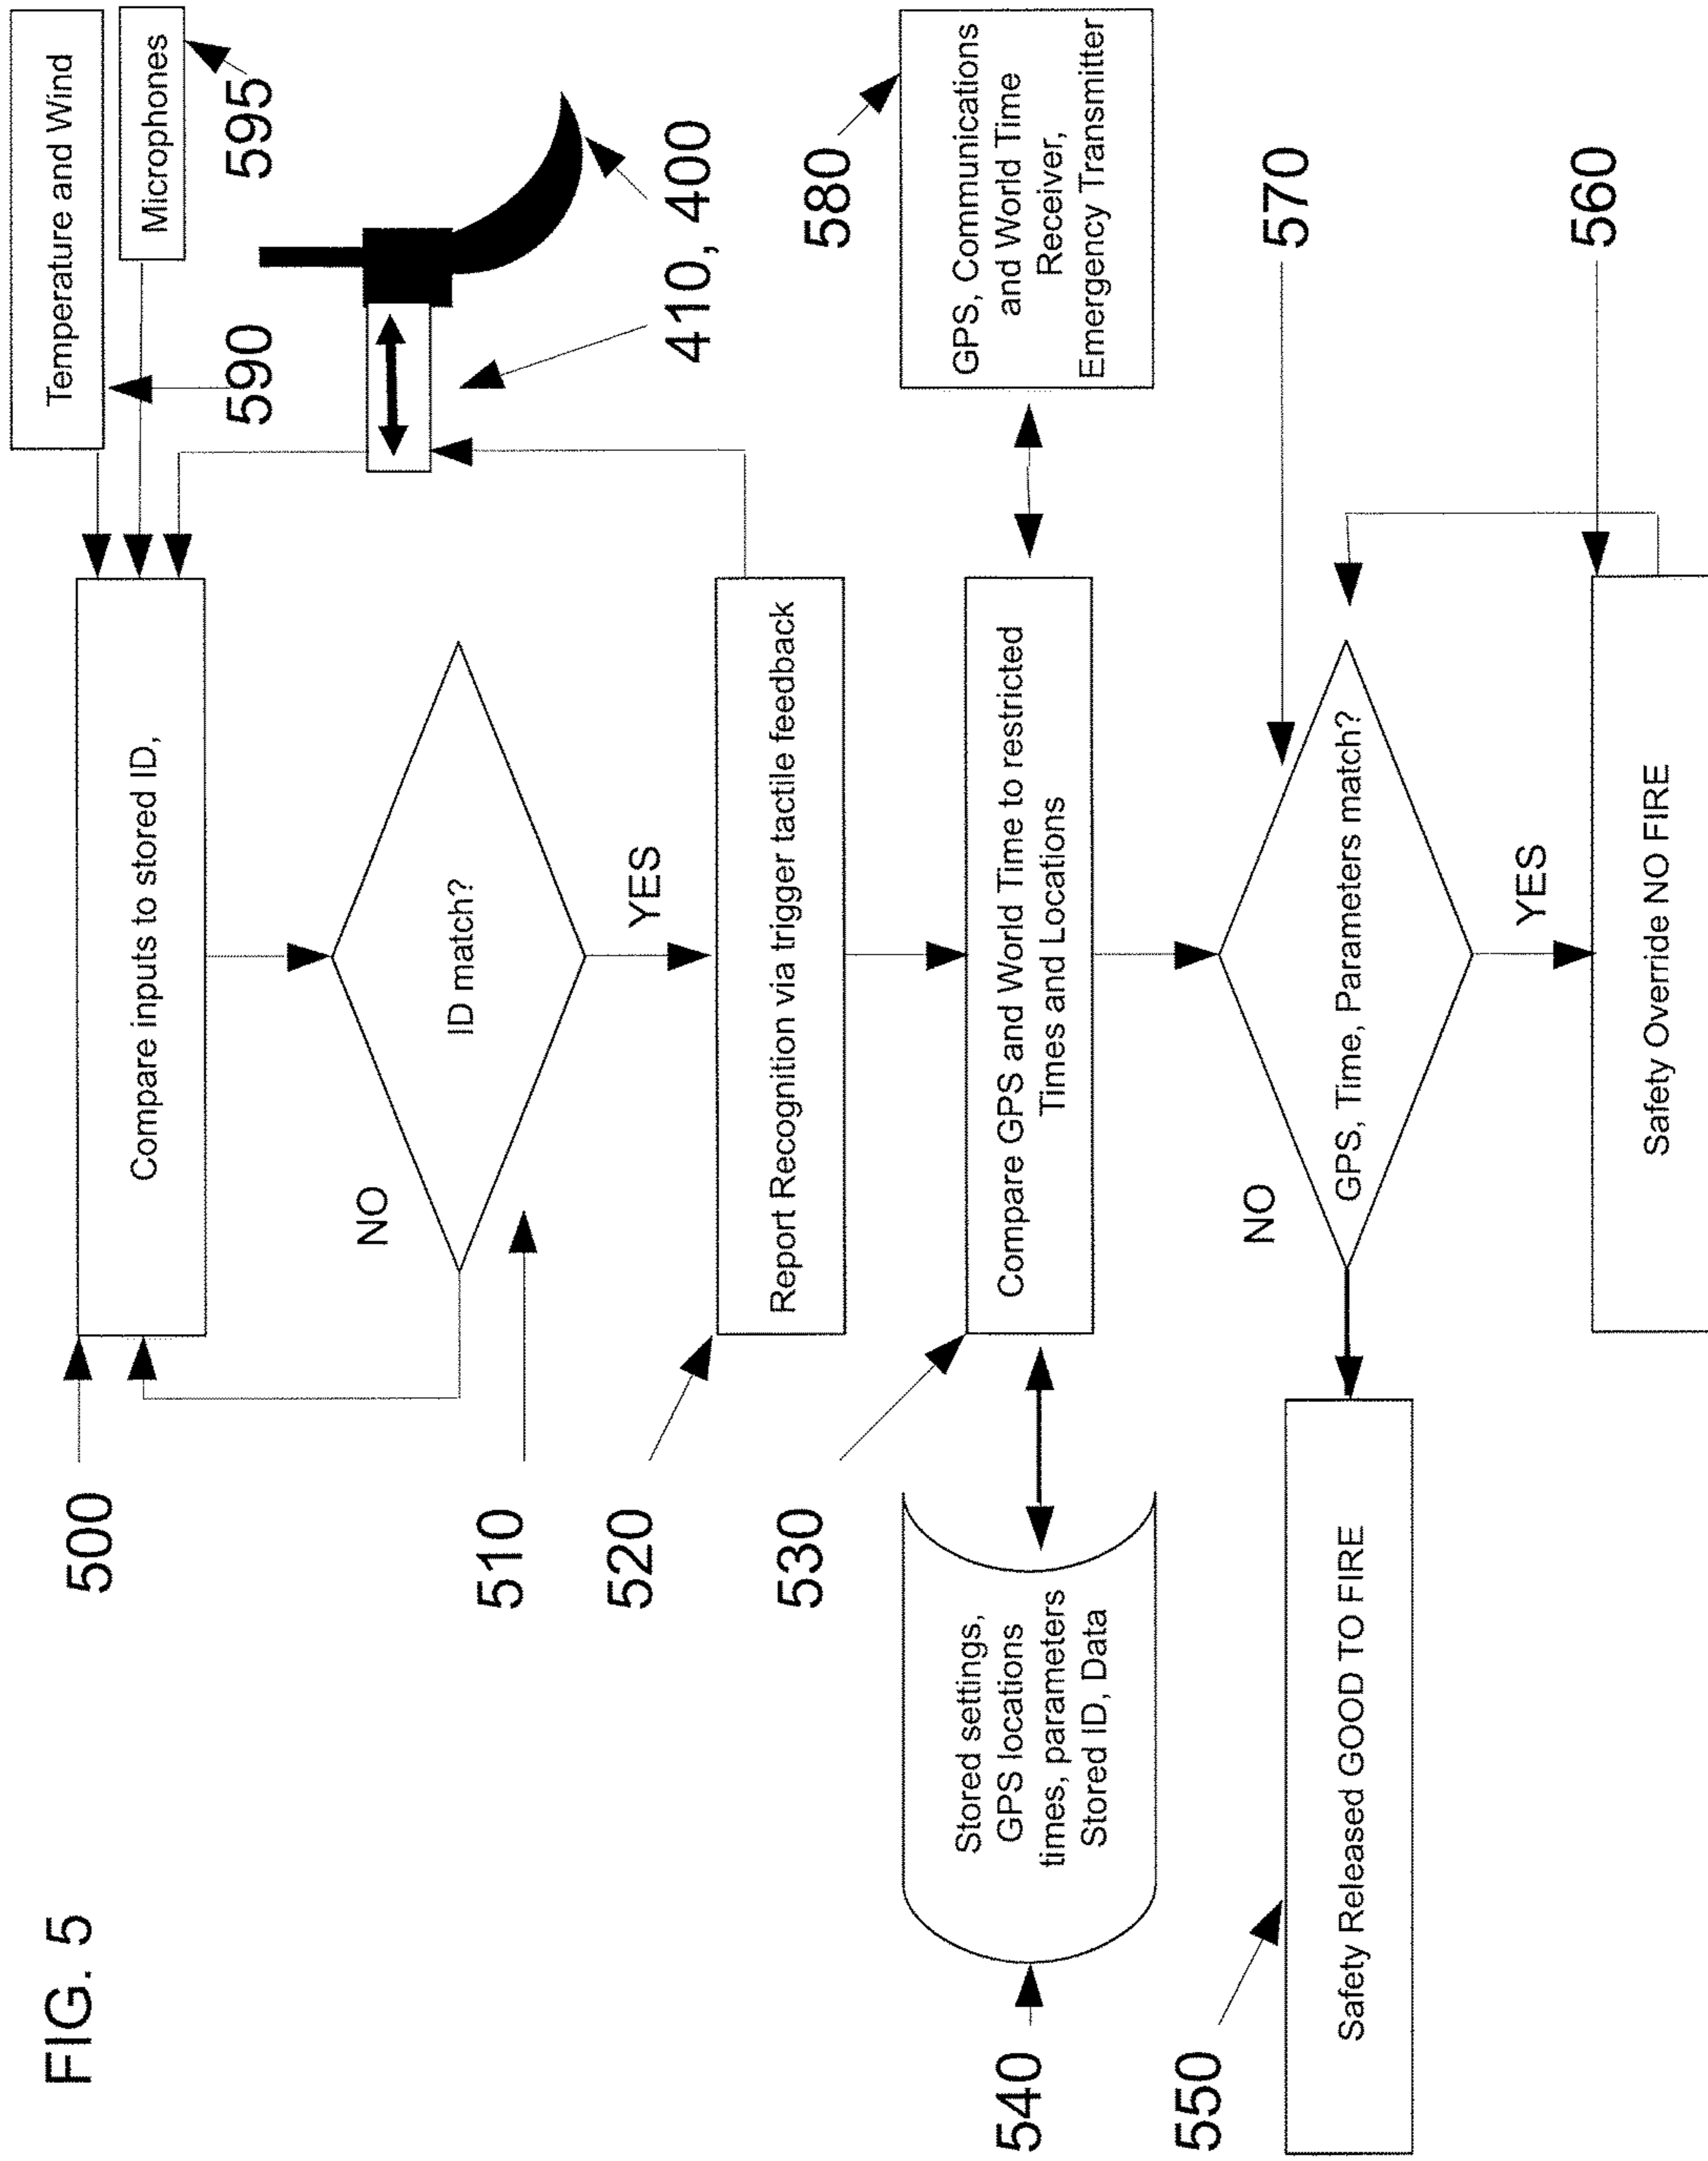 FIG. 5
500
Compare inputs to stored ID,
Temperature and Wind
Microphones
595
590
NO
ID match?
410, 400
510
YES
520
Report Recognition via trigger tactile feedback
530
580
Stored settings,
GPS locations
times, parameters
Stored ID, Data
Compare GPS and World Time to restricted
Times and Locations
GPS, Communications
and World Time
Receiver,
Emergency Transmitter
540
550
NO
570
Safety Released GOOD TO FIRE
GPS, Time, Parameters match?
YES
560
Safety Override NO FIRE